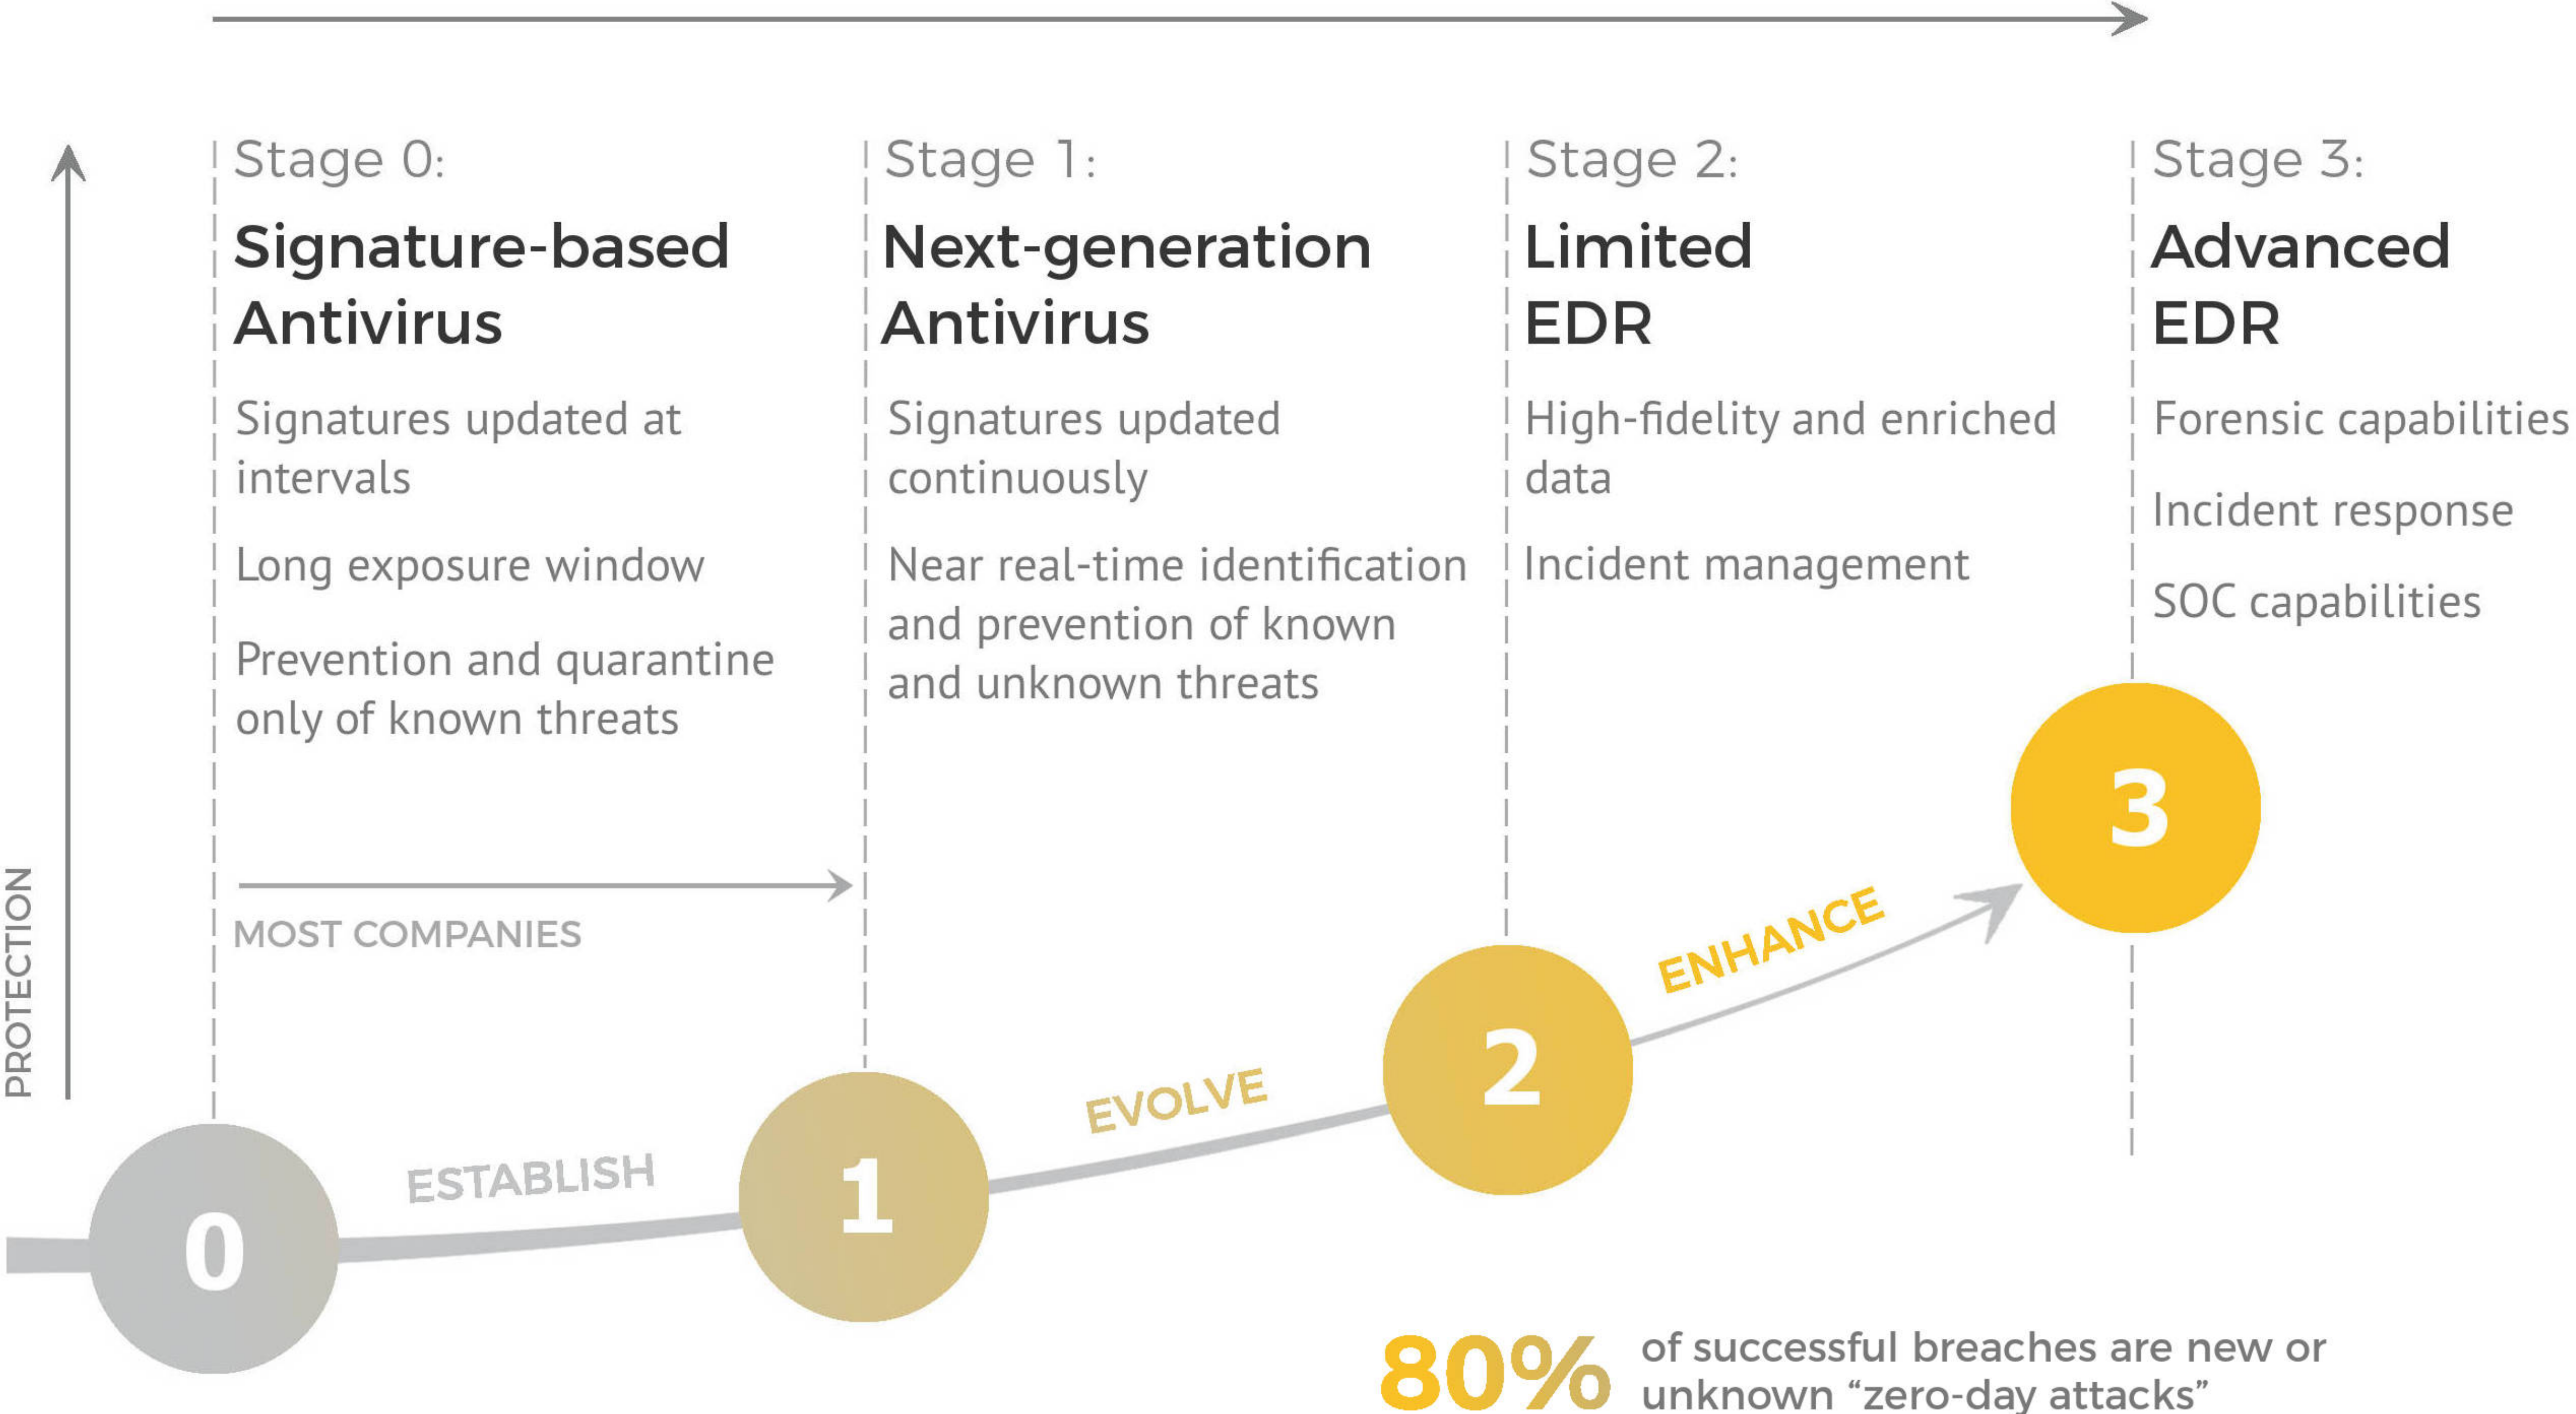 Stage 0:
Signature-based
Antivirus
Signatures updated at
intervals
Long exposure window
Prevention and quarantine
only of known threats
MOST COMPANIES
Stage 1:
Next-generation
Antivirus
Signatures updated
continuously
Near real-time identification
and prevention of known
and unknown threats
Stage 2:
Limited
EDR
High-fidelity and enriched
data
Incident management
Stage 3:
Advanced
EDR
Forensic capabilities
Incident response
SOC capabilities
PROTECTION
0
ESTABLISH
1
EVOLVE
2
ENHANCE
3
80% of successful breaches are new or
unknown “zero-day attacks”